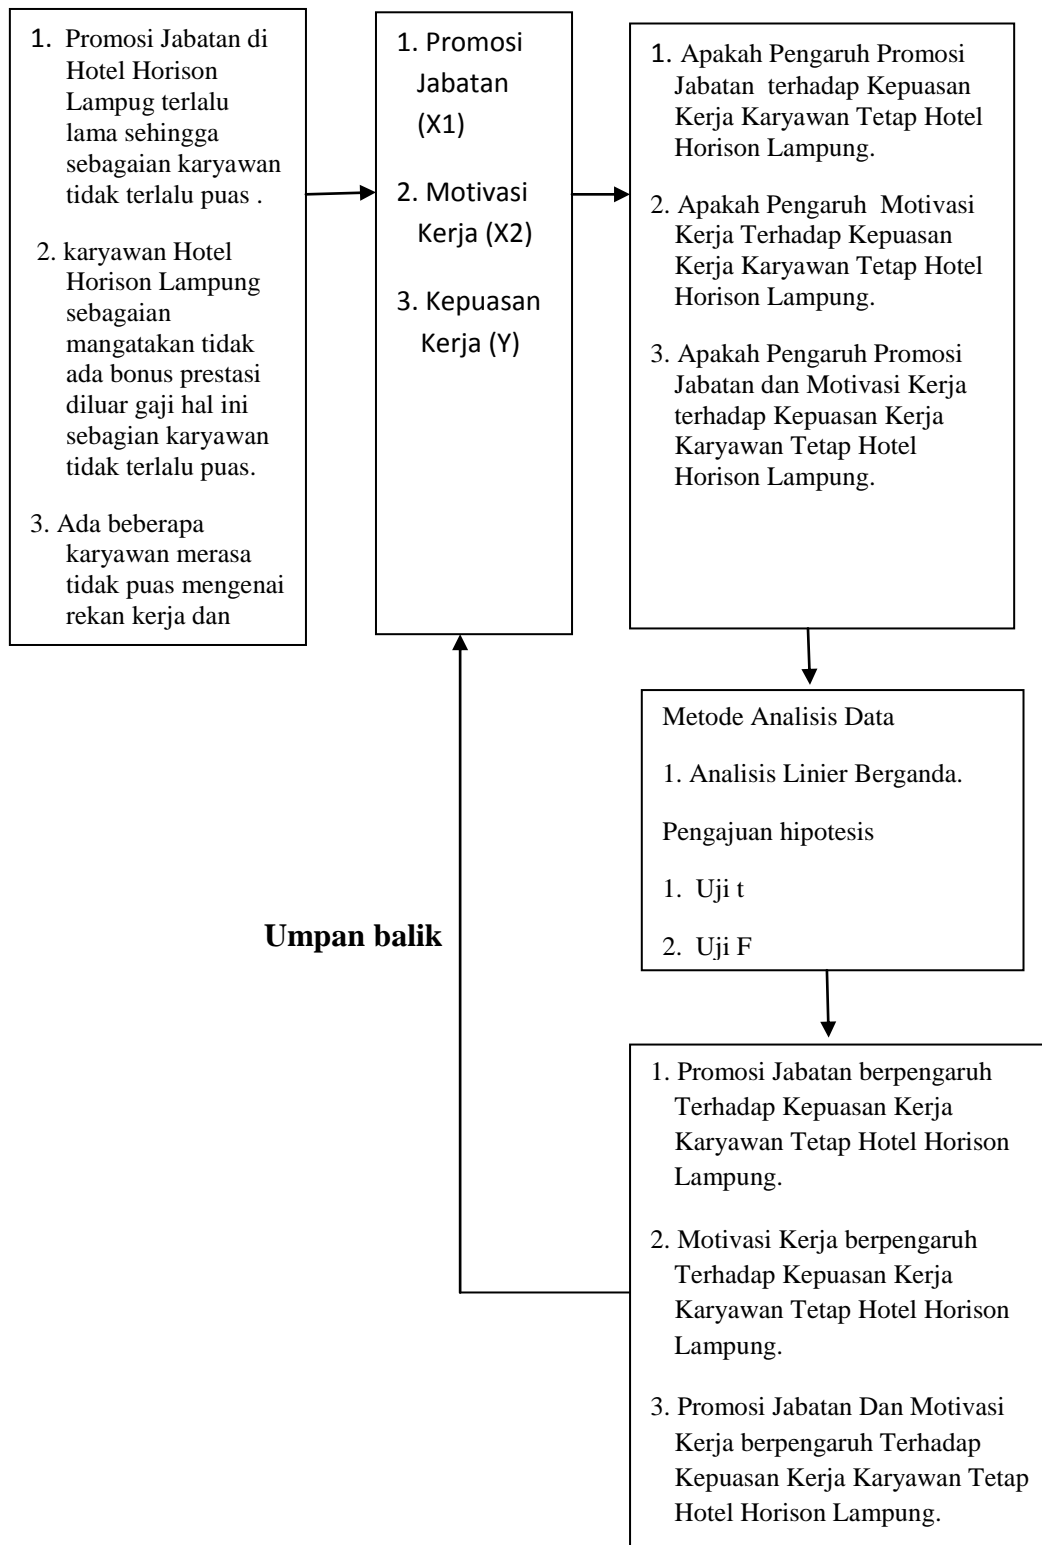 1. Promosi Jabatan di
Hotel Horison
Lampug terlalu
lama sehingga
sebagaian karyawan
tidak terlalu puas .
2. karyawan Hotel
Horison Lampung
sebagaian
mangatakan tidak
ada bonus prestasi
diluar gaji hal ini
sebagian karyawan
tidak terlalu puas.
3. Ada beberapa
karyawan merasa
tidak puas mengenai
rekan kerja dan
1. Promosi
Jabatan
(X1)
2. Motivasi
Kerja (X2)
3. Kepuasan
Kerja (Y)
1. Apakah Pengaruh Promosi
Jabatan terhadap Kepuasan
Kerja Karyawan Tetap Hotel
Horison Lampung.
2. Apakah Pengaruh Motivasi
Kerja Terhadap Kepuasan
Kerja Karyawan Tetap Hotel
Horison Lampung.
3. Apakah Pengaruh Promosi
Jabatan dan Motivasi Kerja
terhadap Kepuasan Kerja
Karyawan Tetap Hotel
Horison Lampung.
Metode Analisis Data
1. Analisis Linier Berganda.
Pengajuan hipotesis
1. Uji t
2. Uji F
Umpan balik
1. Promosi Jabatan berpengaruh
Terhadap Kepuasan Kerja
Karyawan Tetap Hotel Horison
Lampung.
2. Motivasi Kerja berpengaruh
Terhadap Kepuasan Kerja
Karyawan Tetap Hotel Horison
Lampung.
3. Promosi Jabatan Dan Motivasi
Kerja berpengaruh Terhadap
Kepuasan Kerja Karyawan Tetap
Hotel Horison Lampung.